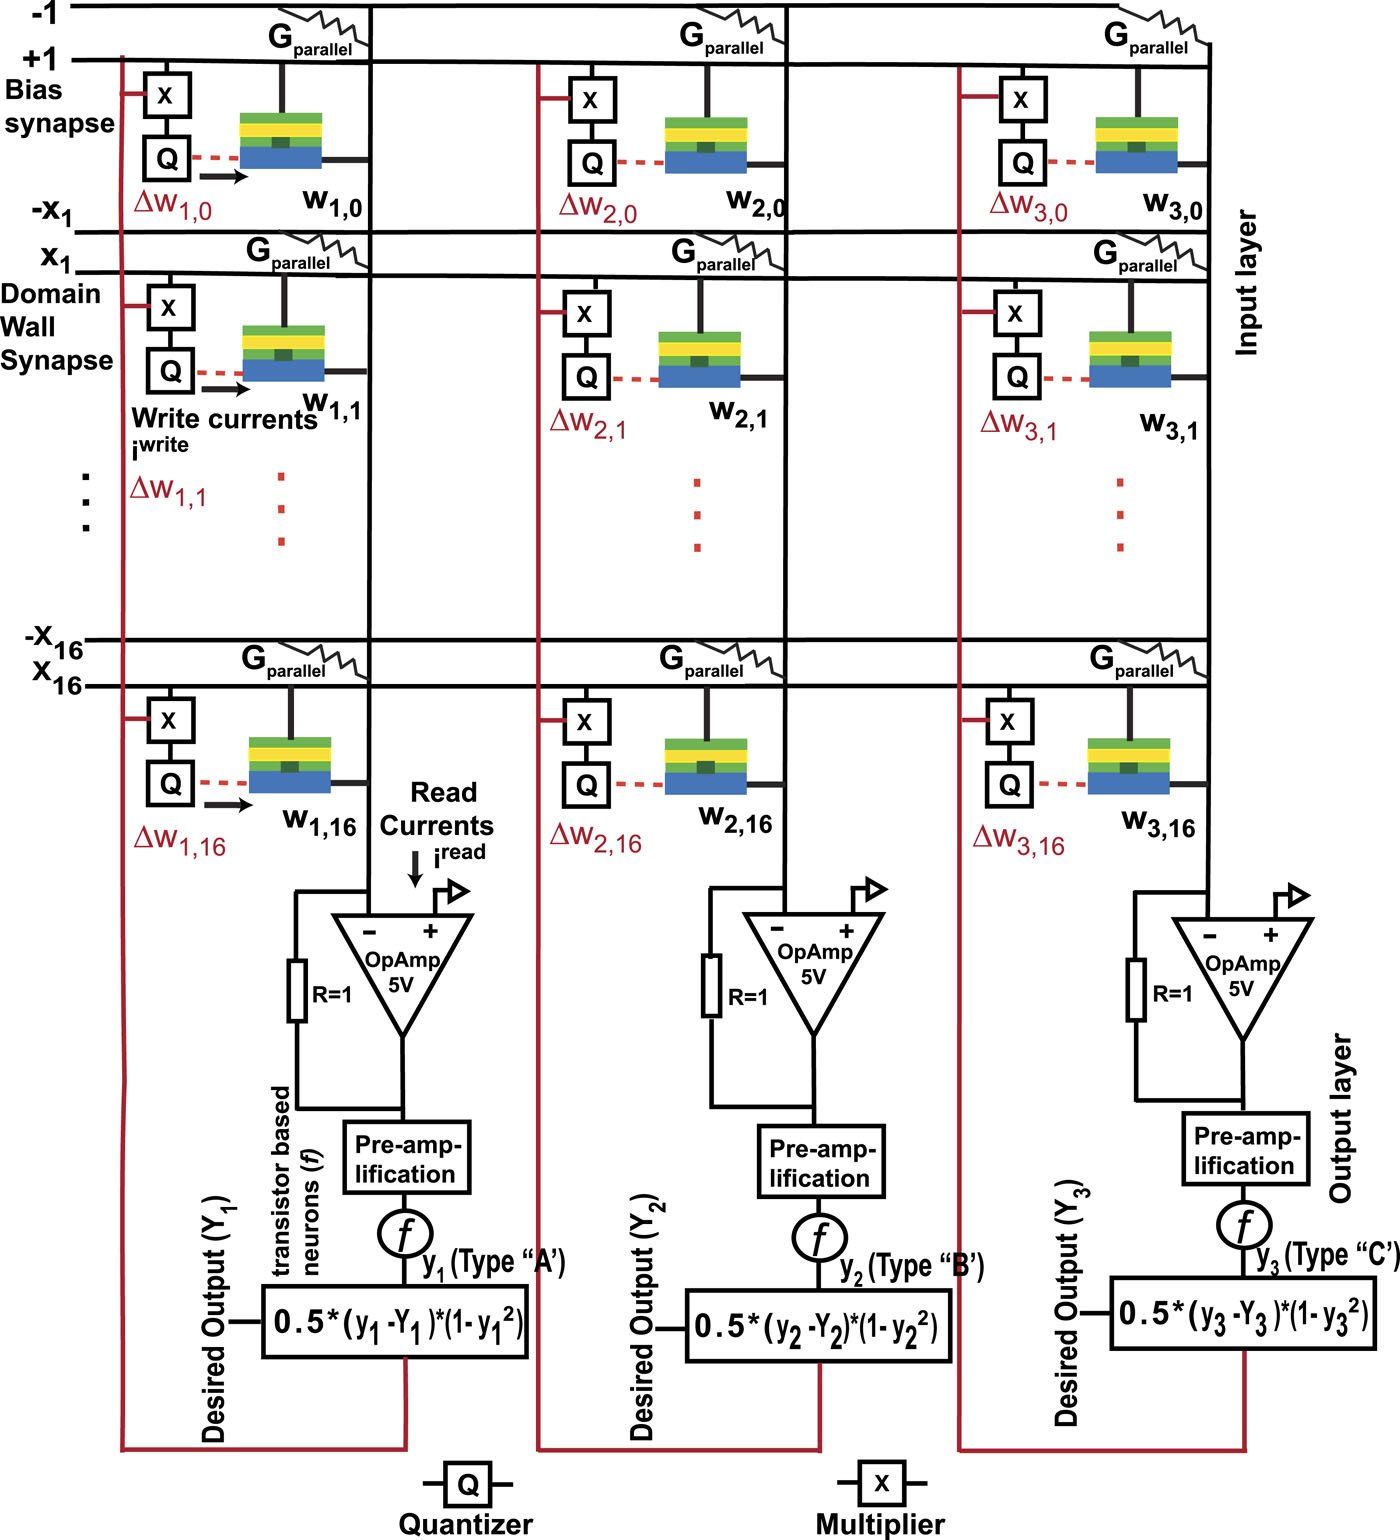 -1
G parallel G parallel G parallel
+1
Bias
synapse
X X X
Q Q Q
Δw1,0 w1,0 Δw2,0 w2,0 Δw3,0 w3,0
-x1
G parallel G parallel G parallel
x1
Domain
Wall
Synapse
X X X
Q Q Q
Write currents
iwrite
w1,1 Δw2,1 w2,1 Δw3,1 w3,1
Δw1,1
Input layer
-X16
G parallel G parallel G parallel
X16
X X X
Q Q Q
Δw1,16 w1,16 Δw2,16 w2,16 Δw3,16 w3,16
Read
Currents
iread
- + - + - +
OpAmp OpAmp OpAmp
5V 5V 5V
R=1 R=1 R=1
Output layer
transistor based
neurons (f)
Pre-amp- Pre-amp- Pre-amp-
lification lification lification
f f f
y1 (Type “A’) y2 (Type “B’) y3 (Type “C’)
Desired Output (Y1) Desired Output (Y2) Desired Output (Y3)
0.5*(y1 -Y1 )*(1- y1²) 0.5*(y2 -Y2)*(1- y2²) 0.5*(y3 -Y3 )*(1- y3²)
Q X
Quantizer Multiplier